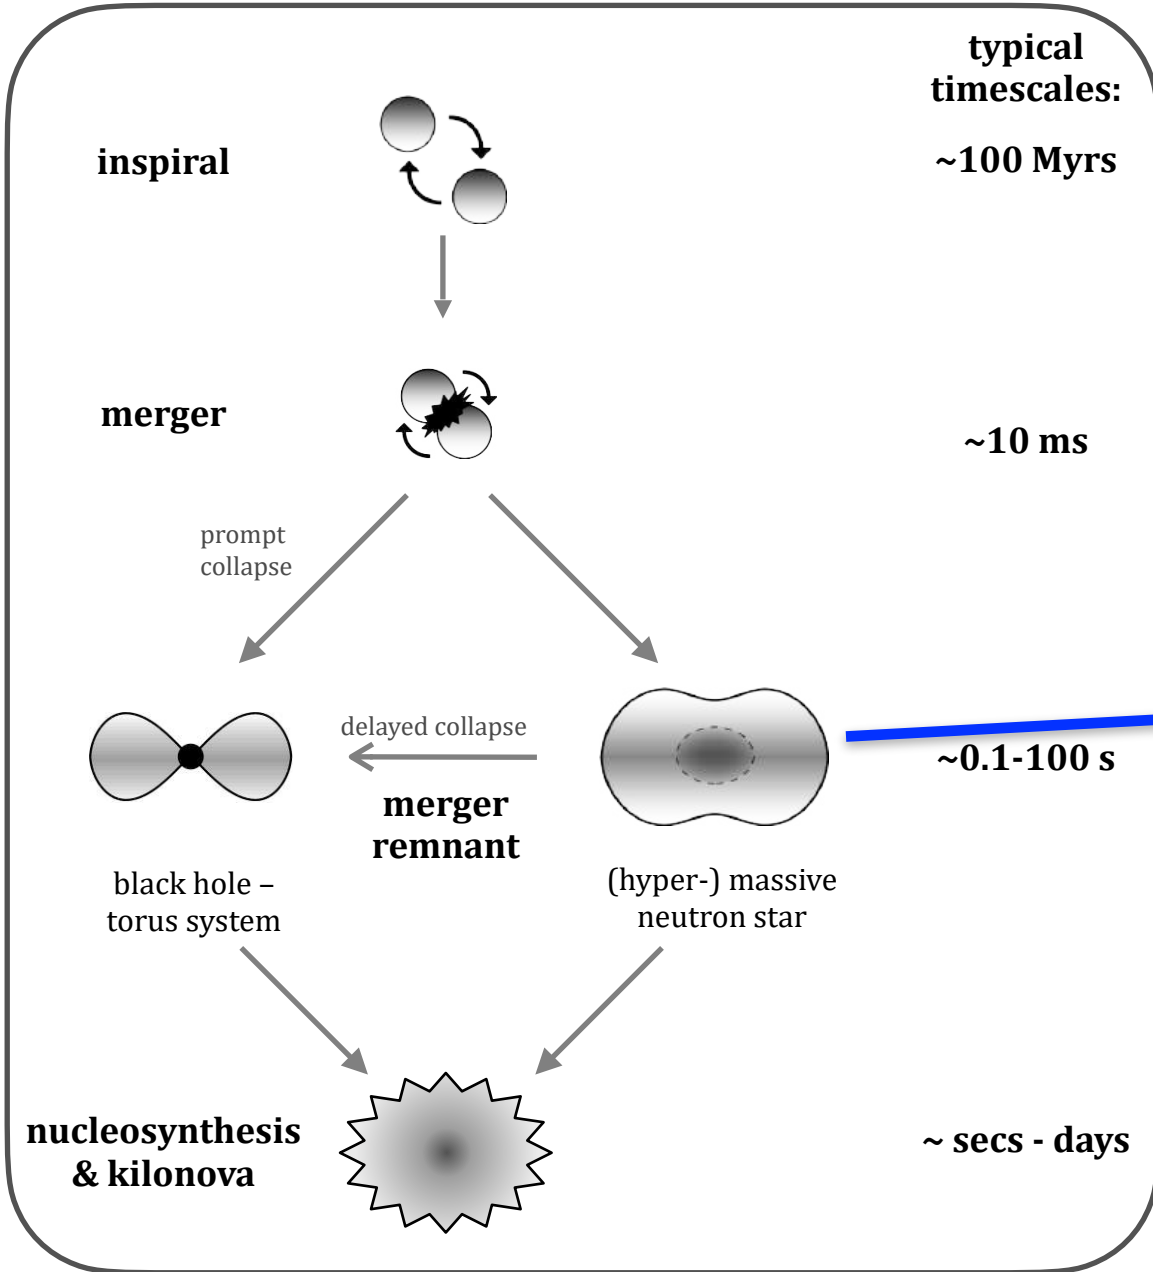 typical
timescales:
inspiral
~100 Myrs
merger
~10 ms
prompt
collapse
delayed collapse
~0.1-100 s
merger
remnant
black hole –
torus system
(hyper-) massive
neutron star
nucleosynthesis
& kilonova
~ secs - days